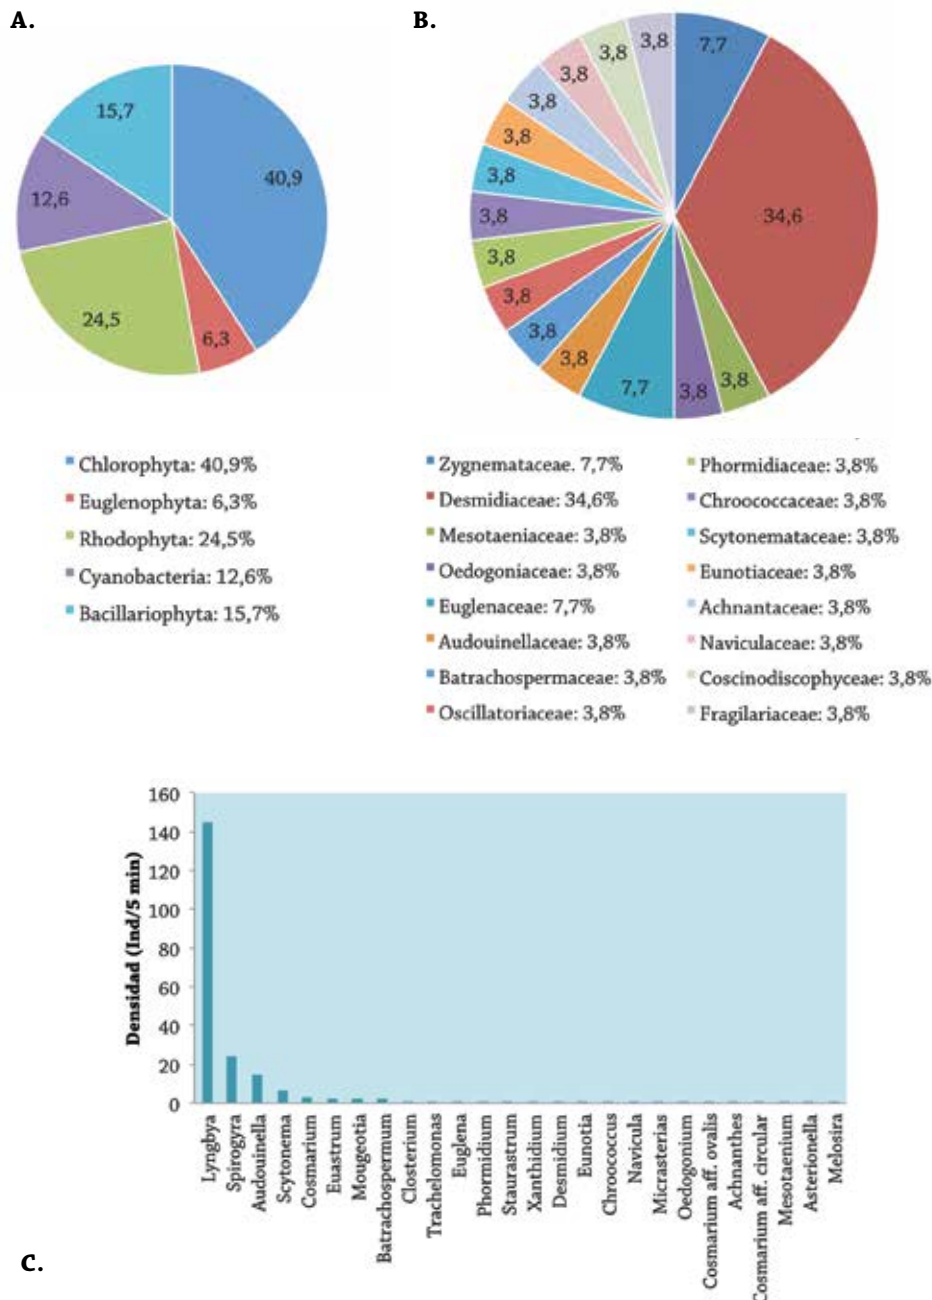 A.
B.
40,9
6,3
24,5
12,6
15,7
7,7
34,6
3,8
3,8
7,7
3,8
3,8
3,8
3,8
3,8
3,8
3,8
3,8
3,8
3,8
3,8
Chlorophyta: 40,9%
Euglenophyta: 6,3%
Rhodophyta: 24,5%
Cyanobacteria: 12,6%
Bacillariophyta: 15,7%
Zygnemataceae. 7,7%
Desmidiaceae: 34,6%
Mesotaeniaceae: 3,8%
Oedogoniaceae: 3,8%
Euglenaceae: 7,7%
Audouinellaceae: 3,8%
Batrachospermaceae: 3,8%
Oscillatoriaceae: 3,8%
Phormidiaceae: 3,8%
Chroococcaceae: 3,8%
Scytonemataceae: 3,8%
Eunotiaceae: 3,8%
Achnantaceae: 3,8%
Naviculaceae: 3,8%
Coscinodiscophyceae: 3,8%
Fragilariaceae: 3,8%
Densidad (Ind/5 min)
160
140
120
100
80
60
40
20
0
Lyngbya
Spirogyra
Audouinella
Scytonema
Cosmarium
Euastrum
Mougeotia
Batrachospermum
Closterium
Trachelomonas
Euglena
Phormidium
Staurastrum
Xanthidium
Desmidium
Eunotia
Chroococcus
Navicula
Micrasterias
Oedogonium
Cosmarium aff. ovalis
Achnanthes
Cosmarium aff. circular
Mesotaenium
Asterionella
Melosira
C.